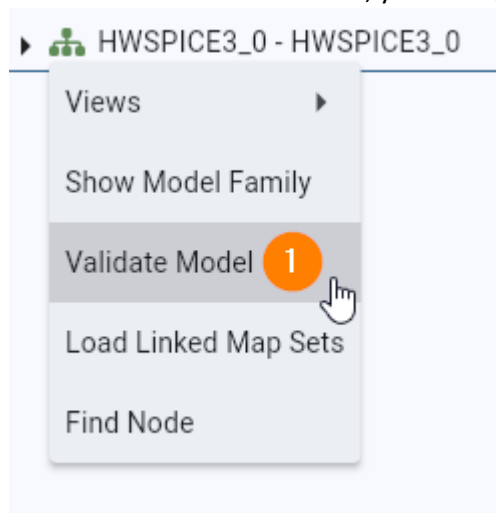 HWSPICE3_0 - HWSPICE3_0
Views
Show Model Family
Validate Model 1
Load Linked Map Sets
Find Node